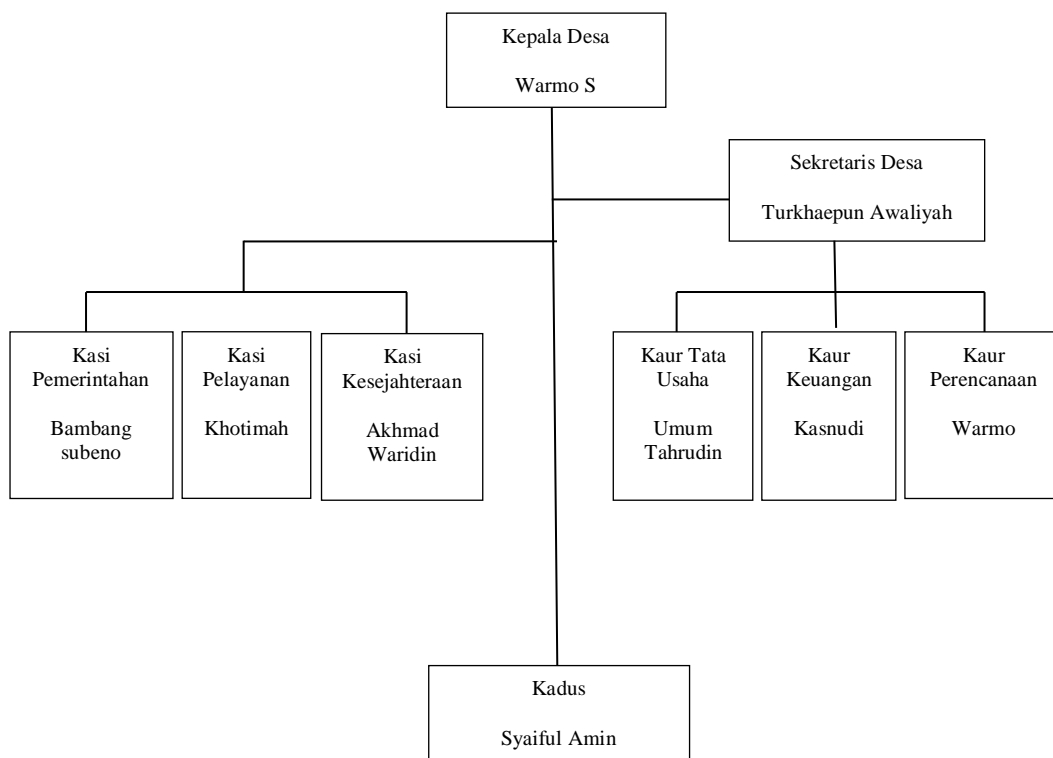 Kepala Desa
Warmo S
Sekretaris Desa
Turkhaepun Awaliyah
Kasi
Pemerintahan
Bambang
subeno
Kasi
Pelayanan
Khotimah
Kasi
Kesejahteraan
Akhmad
Waridin
Kaur Tata
Usaha
Umum
Tahrudin
Kaur
Keuangan
Kasnudi
Kaur
Perencanaan
Warmo
Kadus
Syaiful Amin